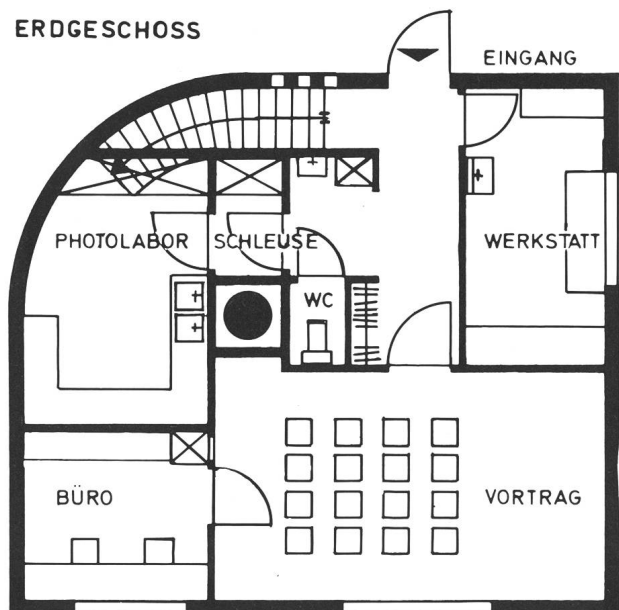 ERDGESCHOSS
EINGANG
PHOTOLABOR
SCHLEUSE
WERKSTATT
WC
BÜRO
VORTRAG